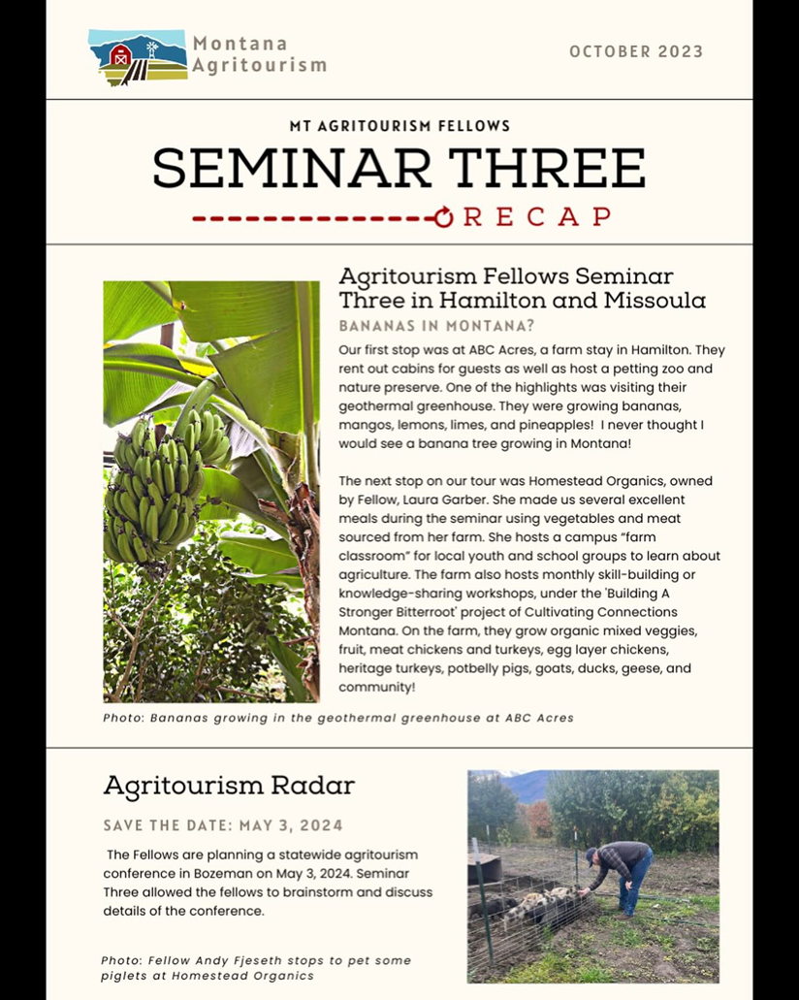 Montana
Agritourism
OCTOBER 2023
MT AGRITOURISM FELLOWS
SEMINAR THREE
RECAP
Agritourism Fellows Seminar
Three in Hamilton and Missoula
BANANAS IN MONTANA?
Our first stop was at ABC Acres, a farm stay in Hamilton. They
rent out cabins for guests as well as host a petting zoo and
nature preserve. One of the highlights was visiting their
geothermal greenhouse. They were growing bananas,
mangos, lemons, limes, and pineapples!  I never thought I
would see a banana tree growing in Montana!
The next stop on our tour was Homestead Organics, owned
by Fellow, Laura Garber. She made us several excellent
meals during the seminar using vegetables and meat
sourced from her farm. She hosts a campus “farm
classroom” for local youth and school groups to learn about
agriculture. The farm also hosts monthly skill-building or
knowledge-sharing workshops, under the 'Building A
Stronger Bitterroot' project of Cultivating Connections
Montana. On the farm, they grow organic mixed veggies,
fruit, meat chickens and turkeys, egg layer chickens,
heritage turkeys, potbelly pigs, goats, ducks, geese, and
community!
Photo: Bananas growing in the geothermal greenhouse at ABC Acres
Agritourism Radar
SAVE THE DATE: MAY 3, 2024
The Fellows are planning a statewide agritourism
conference in Bozeman on May 3, 2024. Seminar
Three allowed the fellows to brainstorm and discuss
details of the conference.
Photo: Fellow Andy Fjeseth stops to pet some
piglets at Homestead Organics